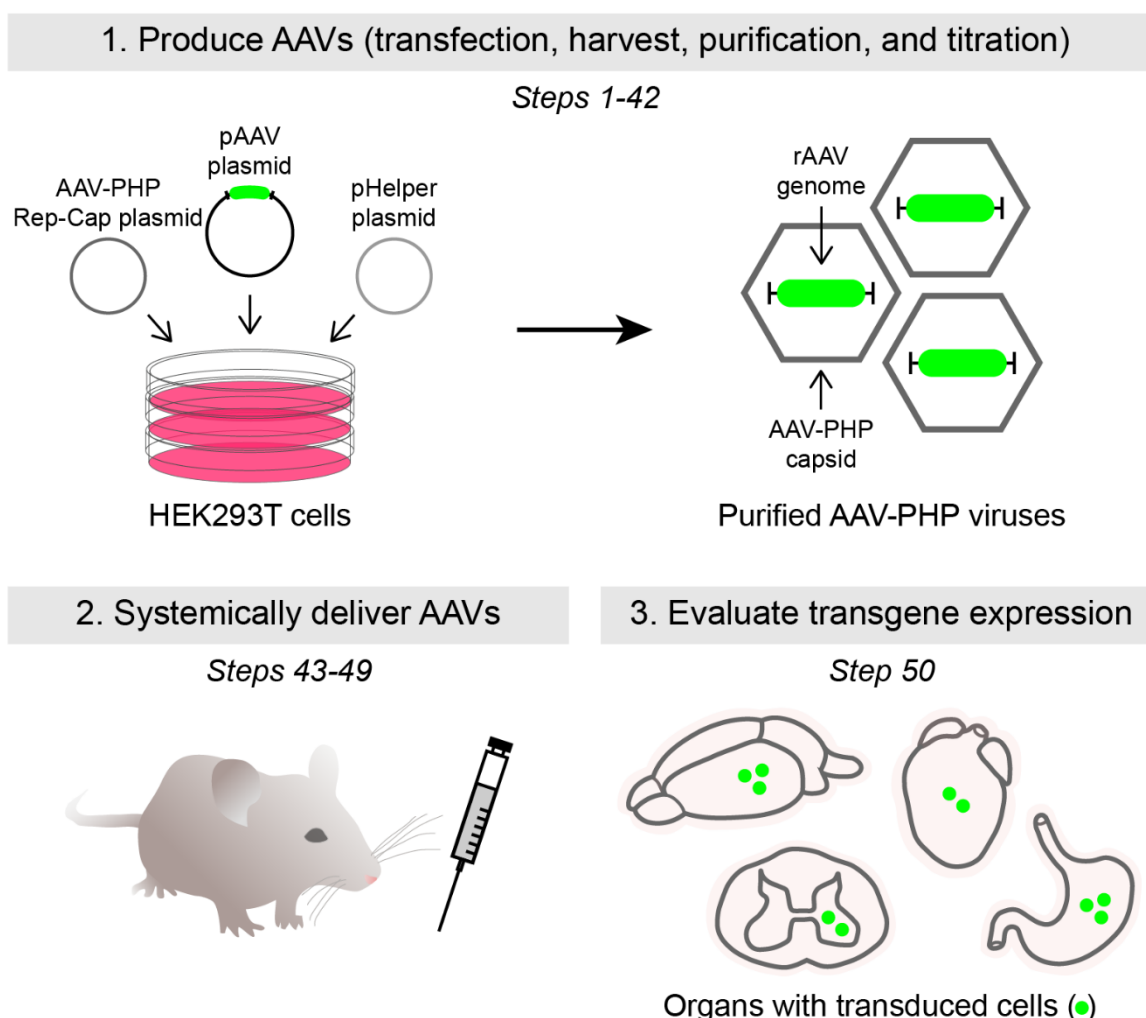 1. Produce AAVs (transfection, harvest, purification, and titration)
Steps 1-42
pAAV
plasmid
AAV-PHP
Rep-Cap plasmid
pHelper
plasmid
HEK293T cells
rAAV
genome
AAV-PHP
capsid
Purified AAV-PHP viruses
2. Systemically deliver AAVs
Steps 43-49
3. Evaluate transgene expression
Step 50
Organs with transduced cells ( )